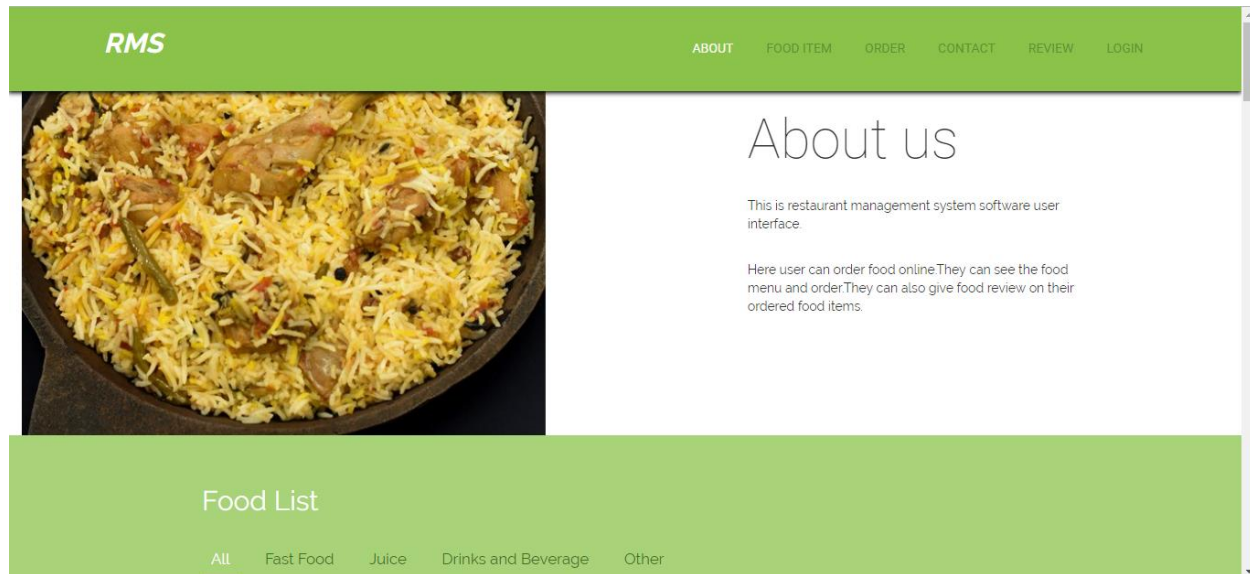 RMS
ABOUT FOOD ITEM ORDER CONTACT REVIEW LOGIN
About us
This is restaurant management system software user
interface.
Here user can order food online.They can see the food
menu and order.They can also give food review on their
ordered food items.
Food List
All Fast Food Juice Drinks and Beverage Other